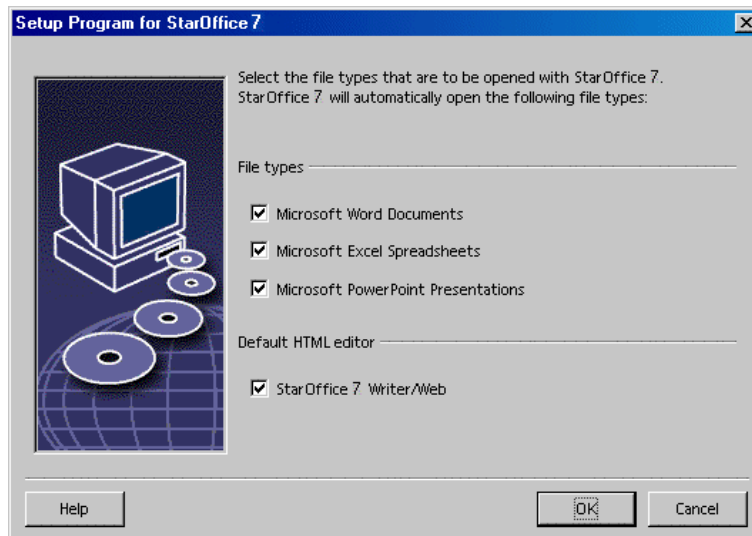 Setup Program for StarOffice 7
Select the file types that are to be opened with StarOffice 7.
StarOffice 7 will automatically open the following file types:
File types
Microsoft Word Documents
Microsoft Excel Spreadsheets
Microsoft PowerPoint Presentations
Default HTML editor
StarOffice 7 Writer/Web
Help
OK
Cancel